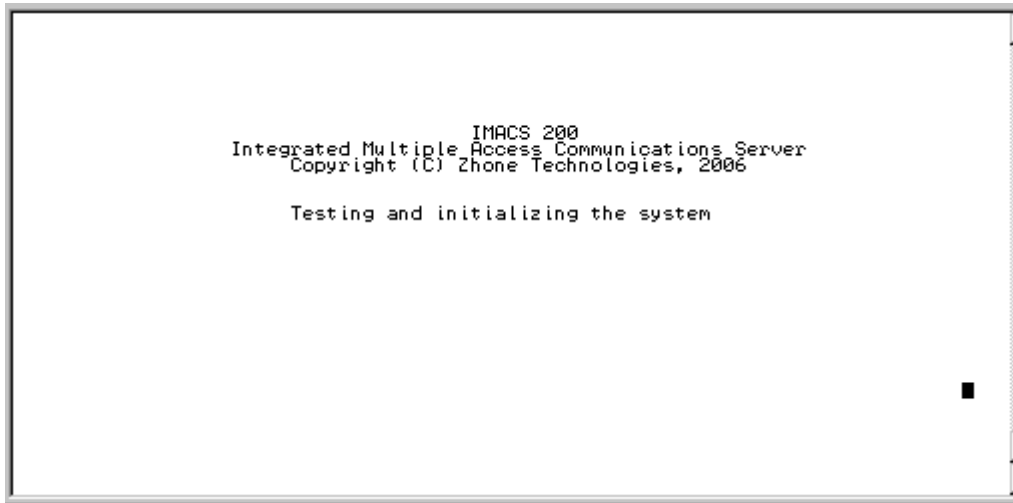 IMACS 200
Integrated Multiple Access Communications Server
Copyright (C) Zhone Technologies, 2006
Testing and initializing the system